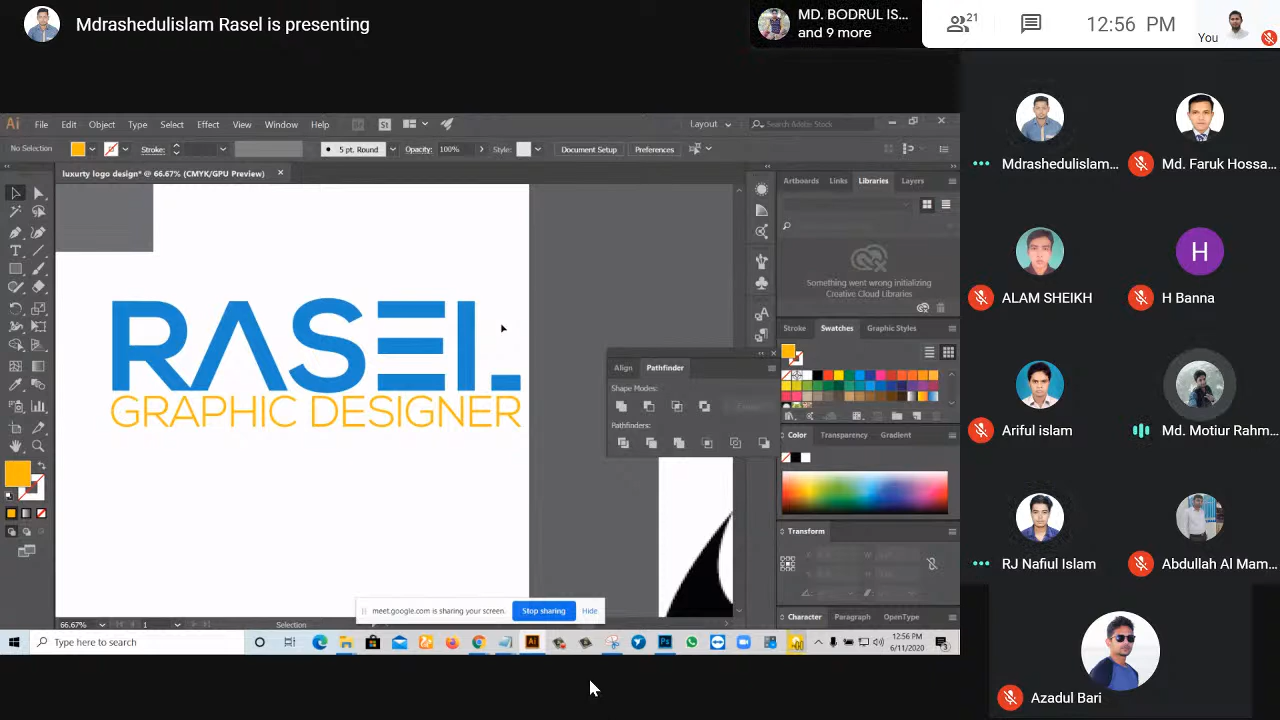 Mdrashedulislam Rasel is presenting
MD. BODRUL IS...
and 9 more
21
12:56 PM
You
Ai File Edit Object Type Select Effect View Window Help
Br St
Layout
Search Adobe Stock
No Selection
Stroke:
5 pt. Round
Opacity: 100%
Style:
Document Setup
Preferences
luxurty logo design* @ 66.67% (CMYK/GPU Preview)
Artboards Links Libraries Layers
Something went wrong initializing
Creative Cloud Libraries
RASEL
GRAPHIC DESIGNER
Stroke Swatches Graphic Styles
Align Pathfinder
Shape Modes:
Pathfinders:
Color Transparency Gradient
Transform
Character Paragraph OpenType
meet.google.com is sharing your screen. Stop sharing Hide
66.67% 1 Selection
Type here to search
12:56 PM
6/11/2020
3
Mdrashedulislam...
Md. Faruk Hossa...
ALAM SHEIKH
H
H Banna
Ariful islam
Md. Motiur Rahm...
RJ Nafiul Islam
Abdullah Al Mam...
Azadul Bari